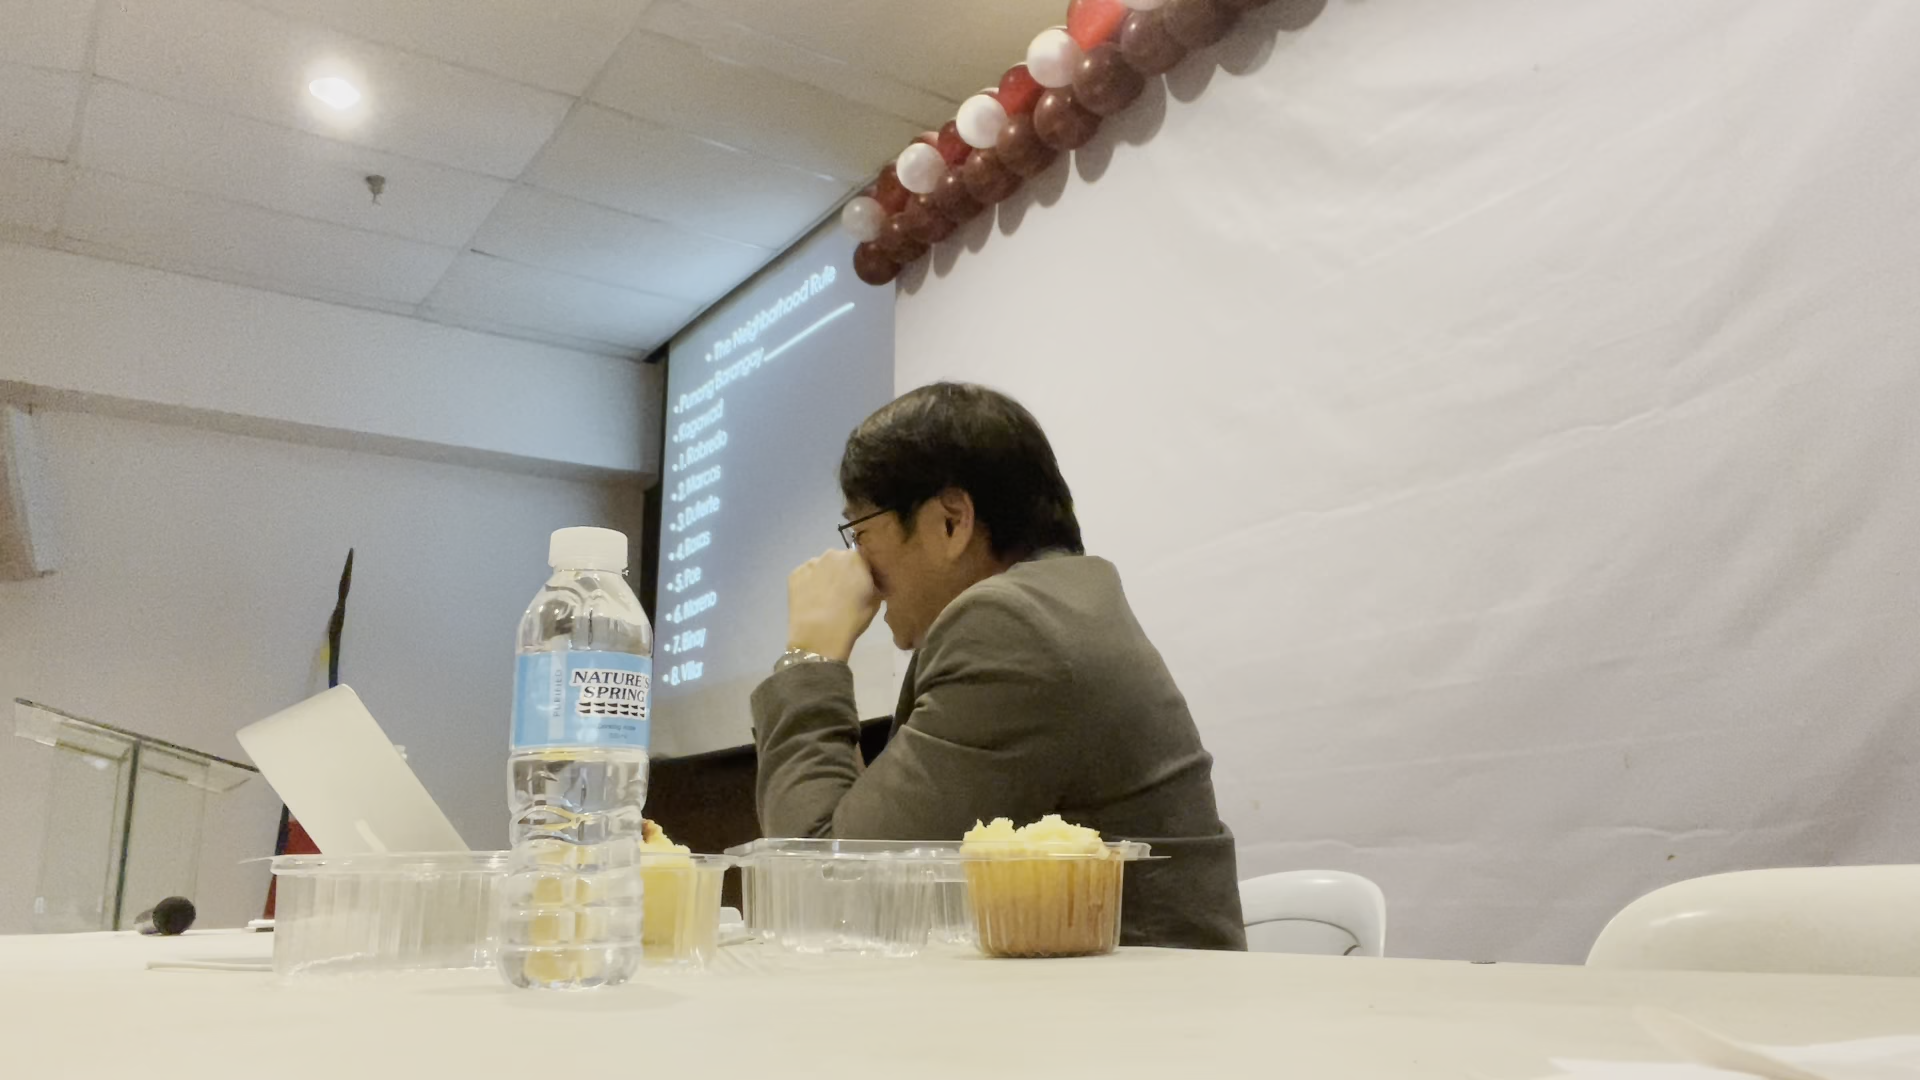 • The Neighborhood Rule
• Punong Barangay
• Kagawad
• 1. Robredo
• 2. Marcos
• 3. Duterte
• 4. Roxas
• 5. Poe
• 6. Moreno
• 7. Binay
• 8. Villar
PURIFIED
NATURE'S
SPRING